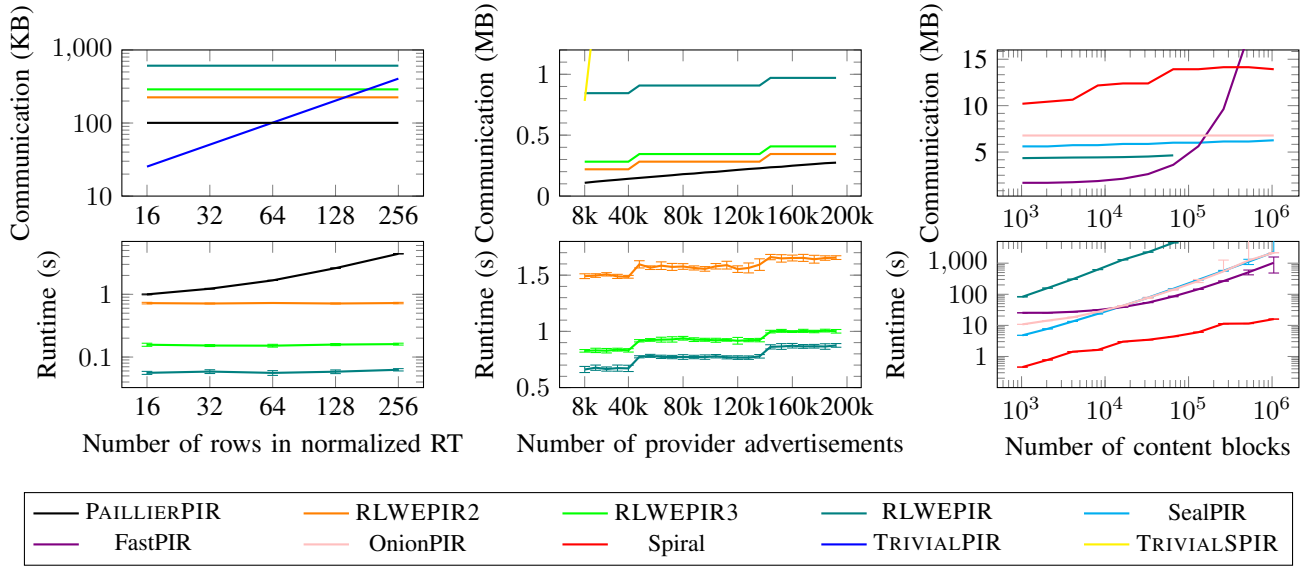 Communication (KB)
1,000
100
10
16 32 64 128 256
Communication (MB)
1
0.5
0
8k 40k 80k 120k 160k 200k
Communication (MB)
15
10
5
10^3 10^4 10^5 10^6
Runtime (s)
1
0.1
16 32 64 128 256
Number of rows in normalized RT
Runtime (s)
1.5
1
0.5
8k 40k 80k 120k 160k 200k
Number of provider advertisements
Runtime (s)
1,000
100
10
1
10^3 10^4 10^5 10^6
Number of content blocks
PAILLIERPIR RLWEPIR2 RLWEPIR3 RLWEPIR SealPIR
FastPIR OnionPIR Spiral TRIVIALPIR TRIVIALSPIR